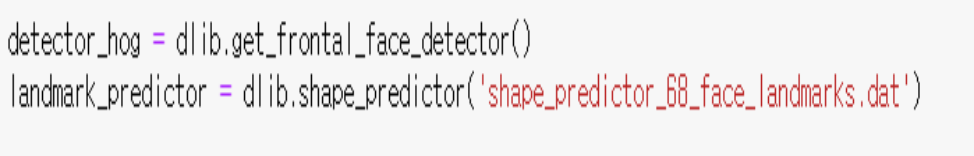 detector_hog = dlib.get_frontal_face_detector()
landmark_predictor = dlib.shape_predictor('shape_predictor_68_face_landmarks.dat')